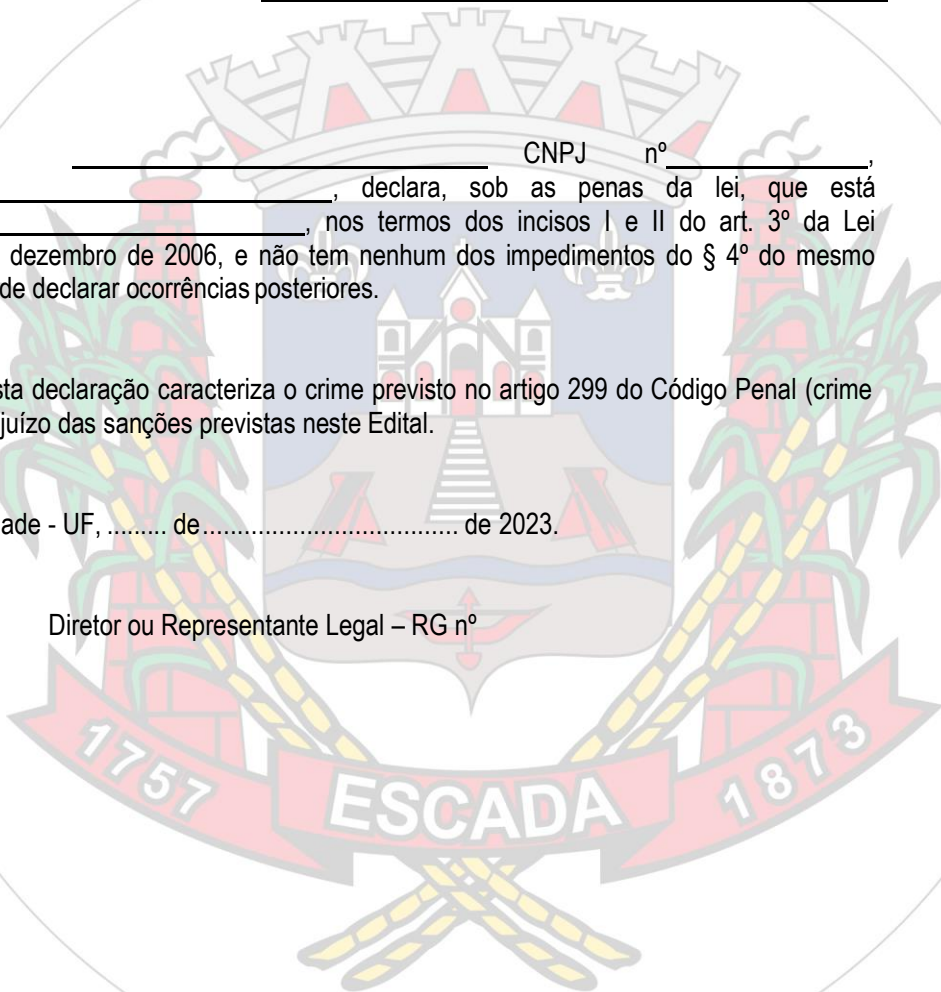 CNPJ nº ,
, declara, sob as penas da lei, que está
, nos termos dos incisos I e II do art. 3º da Lei
dezembro de 2006, e não tem nenhum dos impedimentos do § 4º do mesmo
de declarar ocorrências posteriores.
sta declaração caracteriza o crime previsto no artigo 299 do Código Penal (crime
juízo das sanções previstas neste Edital.
ade - UF, ......... de...................................... de 2023.
Diretor ou Representante Legal – RG nº
1757 ESCADA 1873